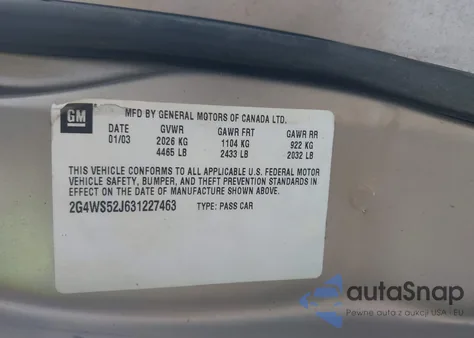 GM
MFD BY GENERAL MOTORS OF CANADA LTD.
DATE GVWR GAWR FRT GAWR RR
01/03 2026 KG 1104 KG 922 KG
4465 LB 2433 LB 2032 LB
THIS VEHICLE CONFORMS TO ALL APPLICABLE U.S. FEDERAL MOTOR
VEHICLE SAFETY, BUMPER, AND THEFT PREVENTION STANDARDS IN
EFFECT ON THE DATE OF MANUFACTURE SHOWN ABOVE.
2G4WS52J631227463 TYPE: PASS CAR
autaSnap
Pewne auto z aukcji USA i EU